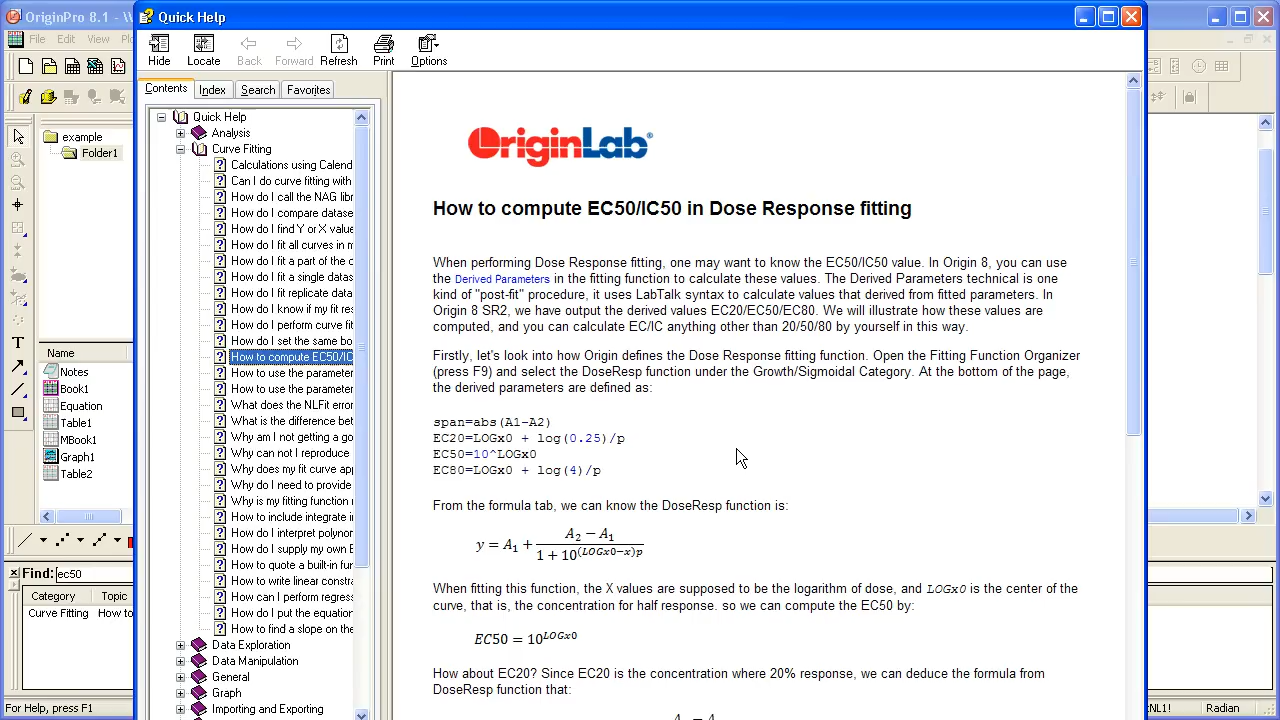 OriginPro 8.1 - \
Quick Help
File Edit View
Hide Locate Back Forward Refresh Print Options
Contents Index Search Favorites
Quick Help
Analysis
Curve Fitting
Calculations using Calend
Can I do curve fitting with
How do I call the NAG libr
How do I compare datase
How do I find Y or X value
How do I fit all curves in m
How do I fit a part of the c
How do I fit a single datas
How do I fit replicate data
How do I know if my fit res
How do I perform curve fit
How do I set the same bo
How to compute EC50/IC
How to use the parameter
How to use the parameter
What does the NLFit error
What is the difference bet
Why am I not getting a go
Why can not I reproduce
Why does my fit curve app
Why do I need to provide
Why is my fitting function
How to include integrate i
How do I interpret polynor
How do I supply my own E
How to quote a built-in fun
How to write linear constra
How can I perform regres
How do I put the equation
How to find a slope on the
Data Exploration
Data Manipulation
General
Graph
Importing and Exporting
OriginLab®
How to compute EC50/IC50 in Dose Response fitting
When performing Dose Response fitting, one may want to know the EC50/IC50 value. In Origin 8, you can use
the Derived Parameters in the fitting function to calculate these values. The Derived Parameters technical is one
kind of "post-fit" procedure, it uses LabTalk syntax to calculate values that derived from fitted parameters. In
Origin 8 SR2, we have output the derived values EC20/EC50/EC80. We will illustrate how these values are
computed, and you can calculate EC/IC anything other than 20/50/80 by yourself in this way.
Firstly, let's look into how Origin defines the Dose Response fitting function. Open the Fitting Function Organizer
(press F9) and select the DoseResp function under the Growth/Sigmoidal Category. At the bottom of the page,
the derived parameters are defined as:
span=abs(A1-A2)
EC20=LOGx0 + log(0.25)/p
EC50=10^LOGx0
EC80=LOGx0 + log(4)/p
From the formula tab, we can know the DoseResp function is:
y = A₁ + (A₂ − A₁) / (1 + 10^((LOGx0−x)p))
When fitting this function, the X values are supposed to be the logarithm of dose, and LOGx0 is the center of the
curve, that is, the concentration for half response. so we can compute the EC50 by:
EC50 = 10^LOGx0
How about EC20? Since EC20 is the concentration where 20% response, we can deduce the formula from
DoseResp function that:
example
Folder1
Name
Notes
Book1
Equation
Table1
MBook1
Graph1
Table2
T
Find: ec50
Category Topic
Curve Fitting How to
For Help, press F1
NL1! Radian